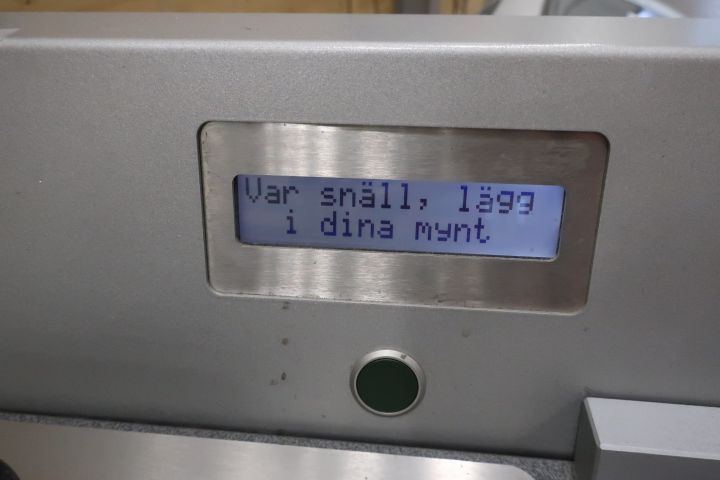 Var snäll, lägg
i dina mynt